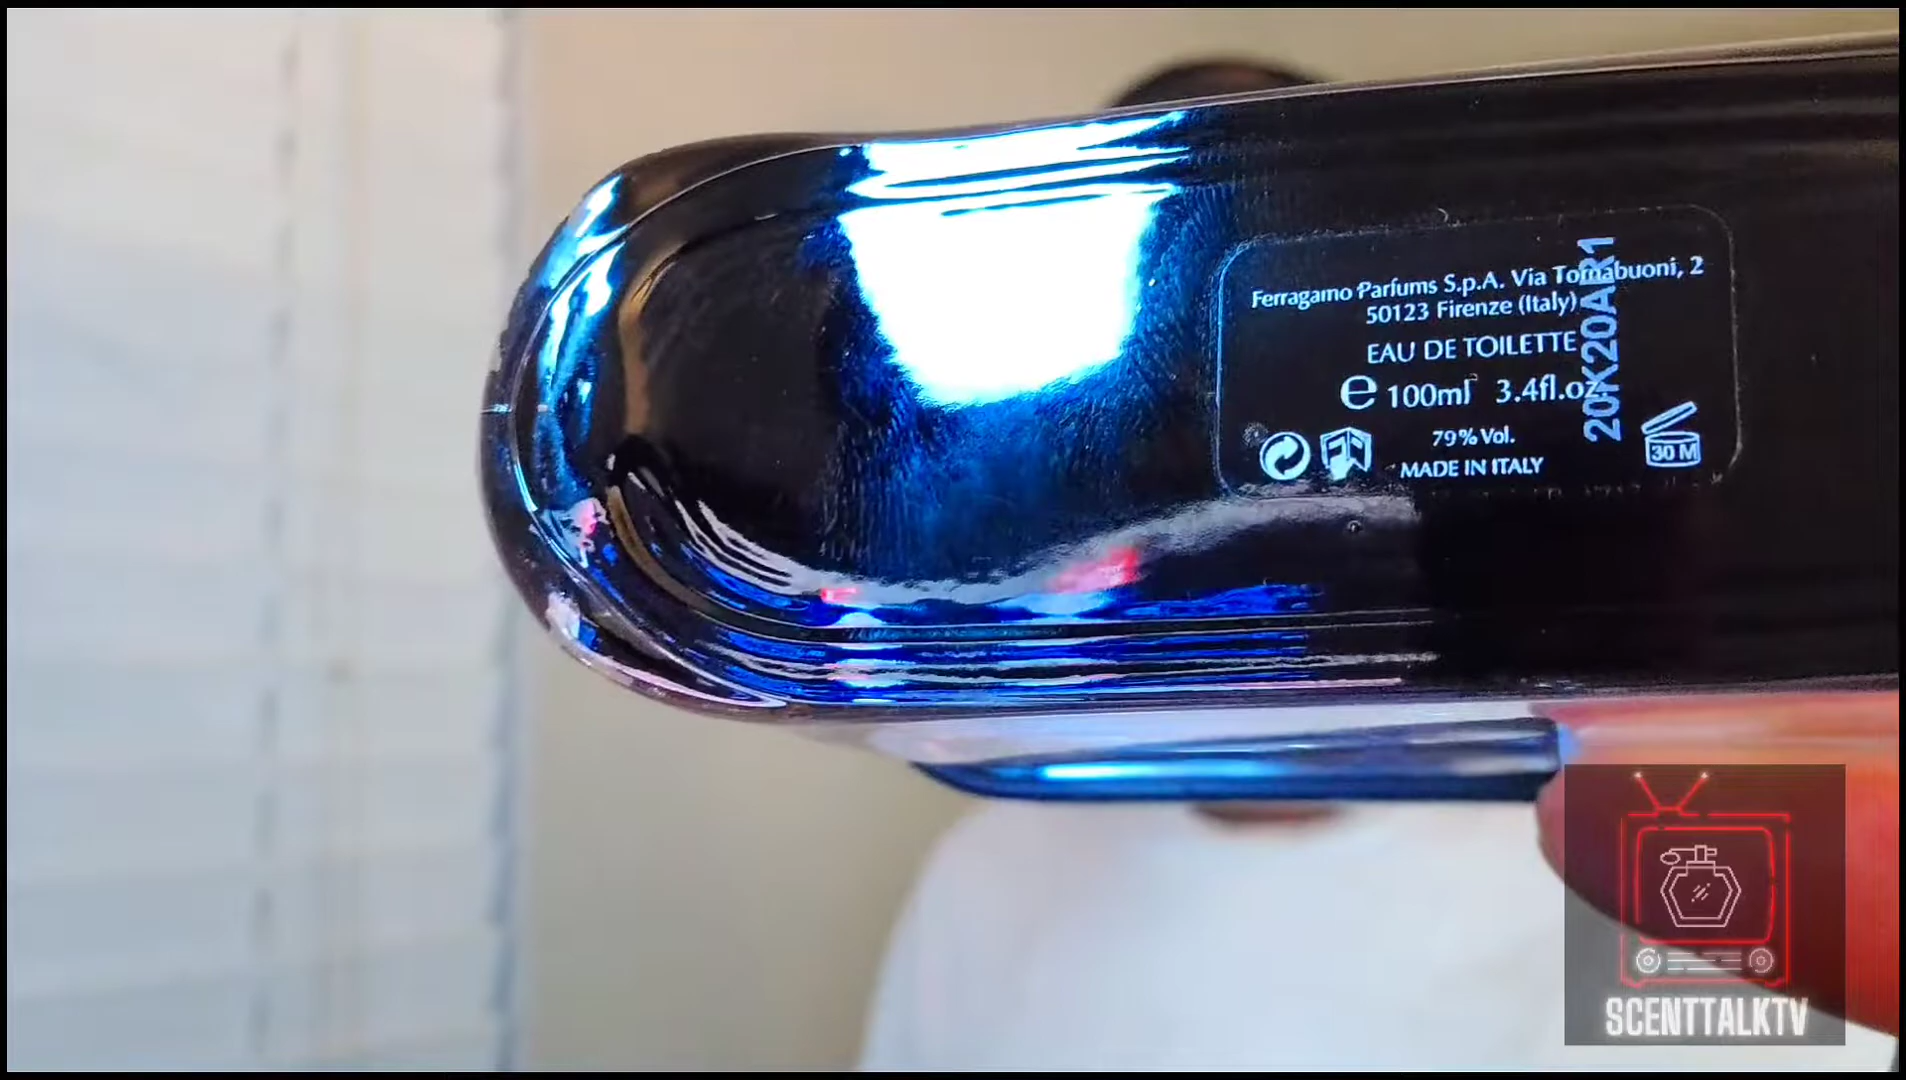 Ferragamo Parfums S.p.A. Via Tornabuoni, 2
50123 Firenze (Italy)
EAU DE TOILETTE
e 100ml 3.4fl.oz
79% Vol.
MADE IN ITALY
30 M
20K20AR1
SCENTTALKTV